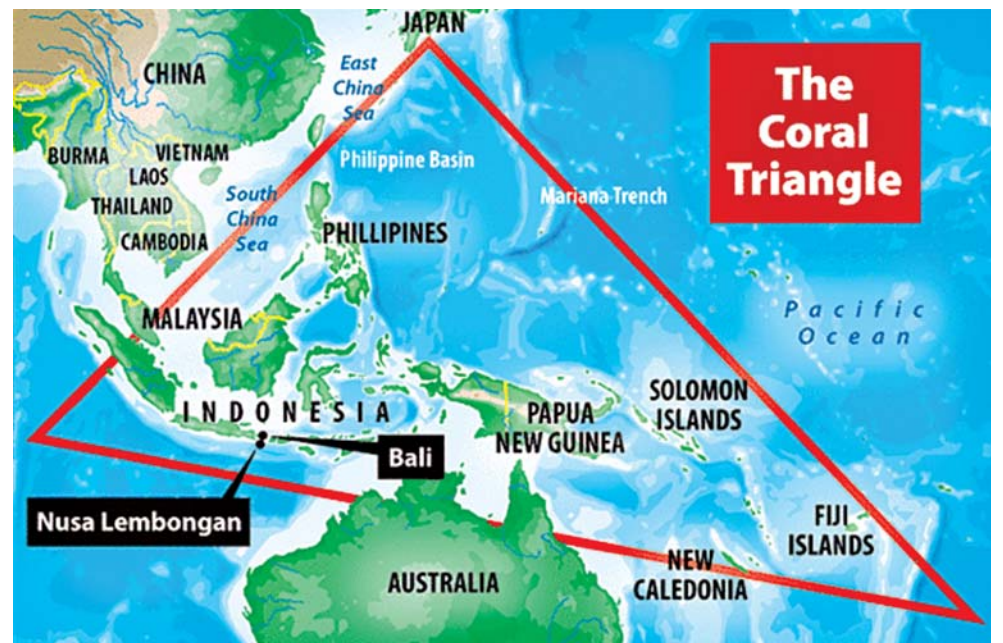 JAPAN
The
Coral
Triangle
CHINA
East
China
Sea
BURMA
VIETNAM
LAOS
Philippine Basin
THAILAND
South
China
Sea
Mariana Trench
CAMBODIA
PHILLIPINES
MALAYSIA
Pacific
Ocean
SOLOMON
ISLANDS
INDONESIA
PAPUA
NEW GUINEA
Bali
Nusa Lembongan
FIJI
ISLANDS
NEW
CALEDONIA
AUSTRALIA